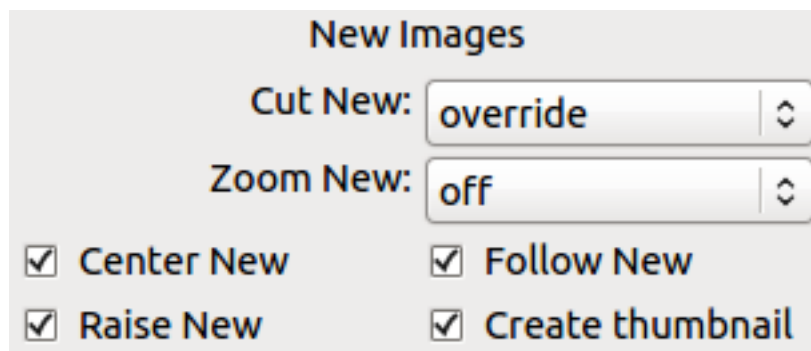 New Images
Cut New: override
Zoom New: off
Center New Follow New
Raise New Create thumbnail